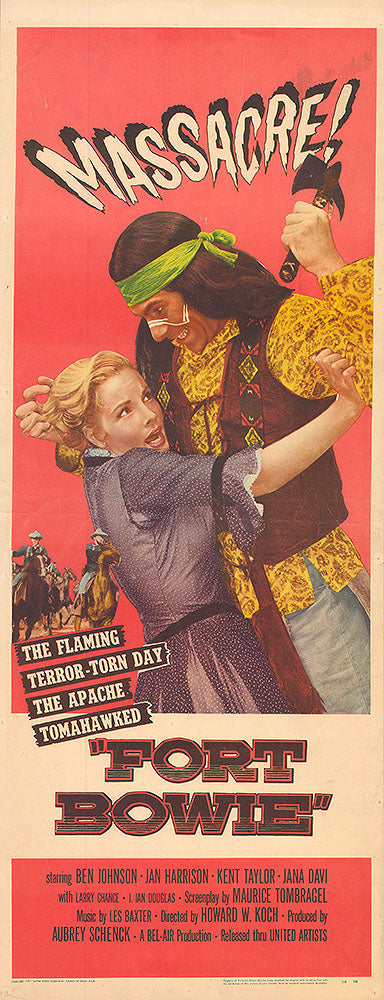 MASSACRE!
THE FLAMING
TERROR-TORN DAY
THE APACHE
TOMAHAWKED
"FORT
BOWIE"
starring BEN JOHNSON · JAN HARRISON · KENT TAYLOR · JANA DAVI
with LARRY CHANCE · J. IAN DOUGLAS · Screenplay by MAURICE TOMBRAGEL
Music by LES BAXTER · Directed by HOWARD W. KOCH · Produced by
AUBREY SCHENCK · A BEL-AIR Production · Released thru UNITED ARTISTS